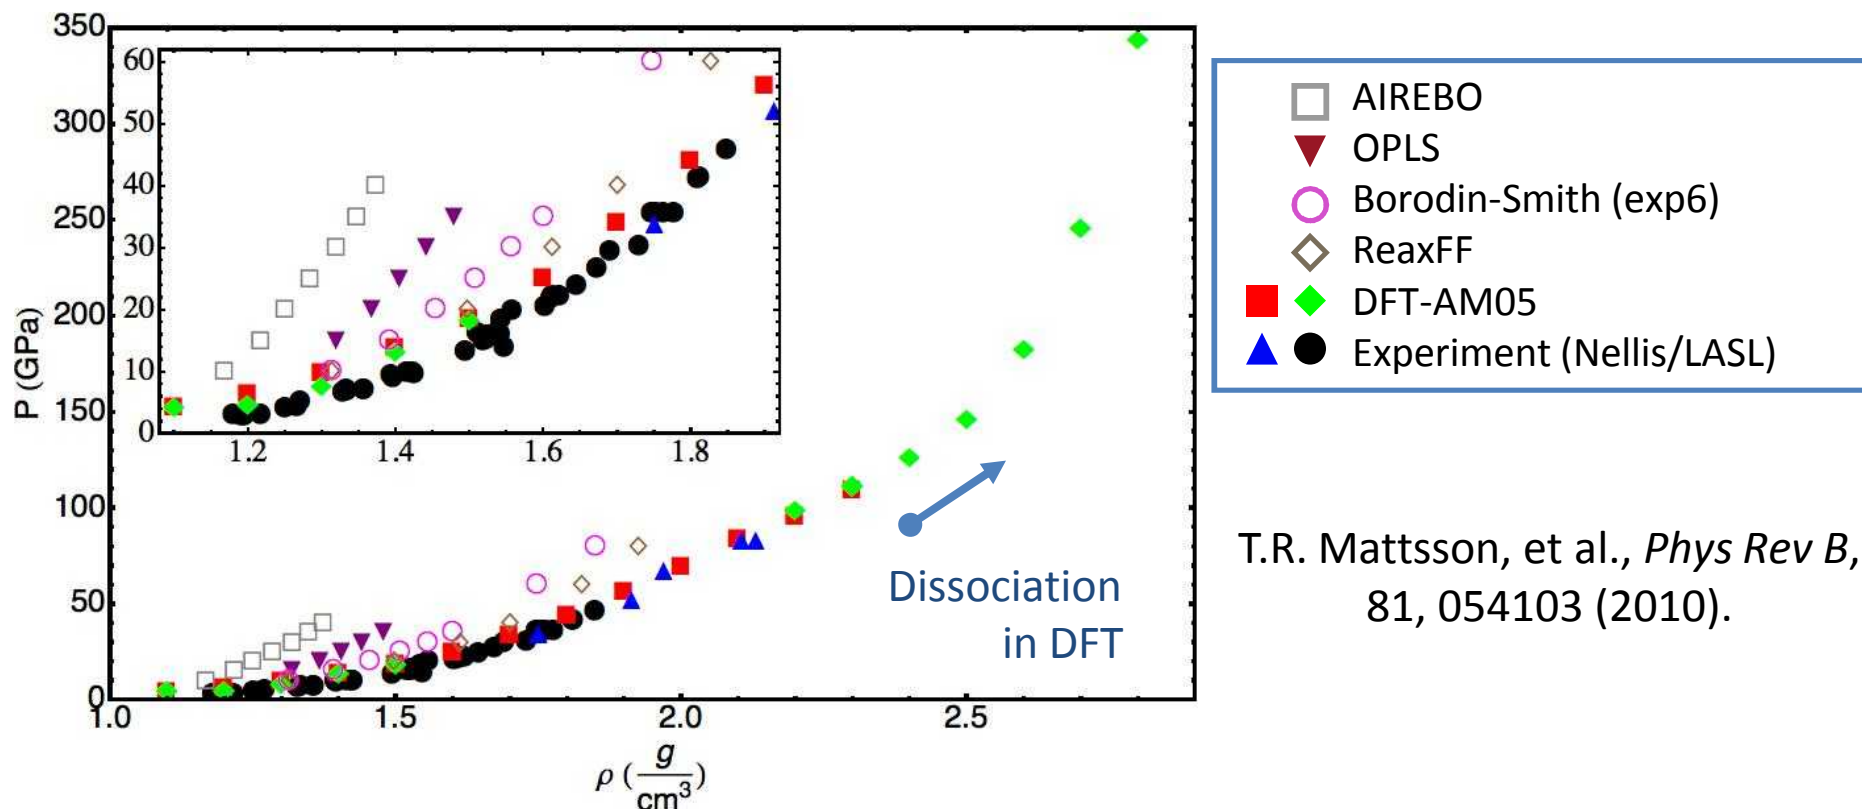 350
300
250
200
150
100
50
0
P (GPa)
60
50
40
30
20
10
0
1.2 1.4 1.6 1.8
1.0 1.5 2.0 2.5
ρ (g/cm³)
Dissociation
in DFT
AIREBO
OPLS
Borodin-Smith (exp6)
ReaxFF
DFT-AM05
Experiment (Nellis/LASL)
T.R. Mattsson, et al., Phys Rev B,
81, 054103 (2010).